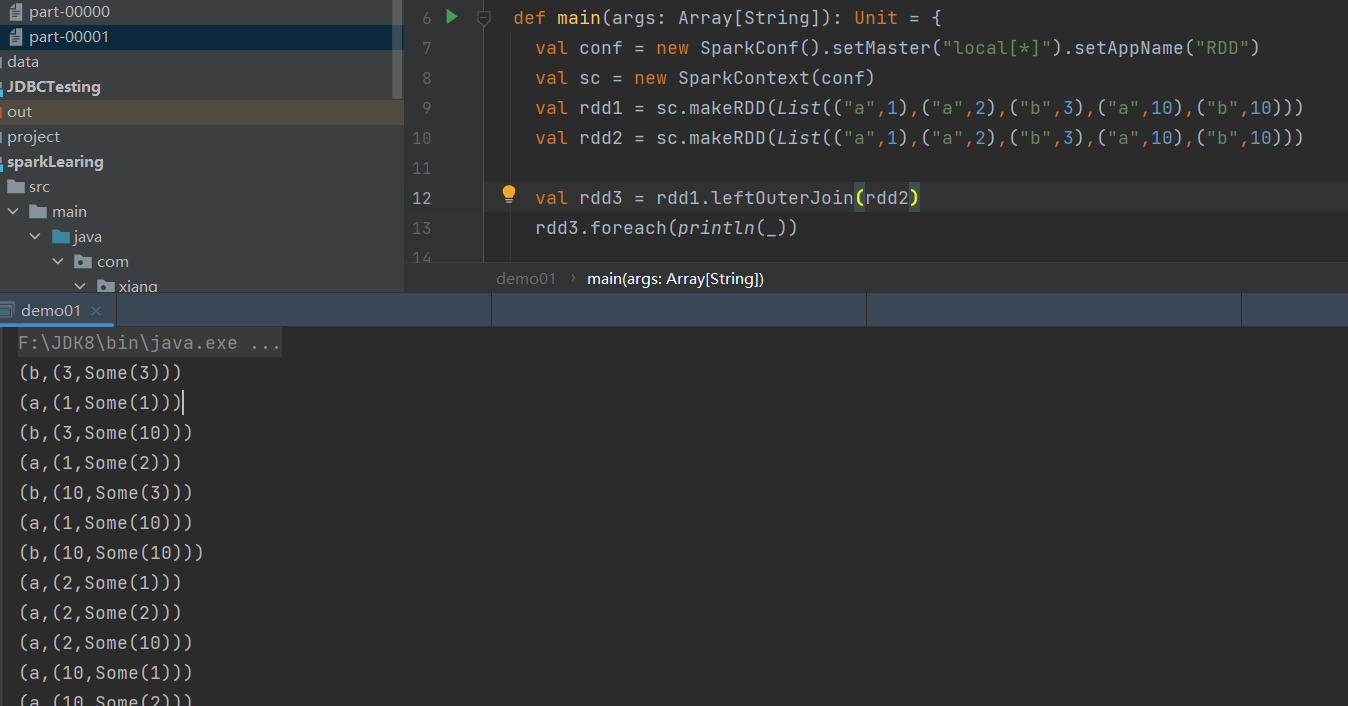 part-00000
part-00001
data
JDBCTesting
out
project
sparkLearing
src
main
java
com
xiang
6 def main(args: Array[String]): Unit = {
7 val conf = new SparkConf().setMaster("local[*]").setAppName("RDD")
8 val sc = new SparkContext(conf)
9 val rdd1 = sc.makeRDD(List(("a",1),("a",2),("b",3),("a",10),("b",10)))
10 val rdd2 = sc.makeRDD(List(("a",1),("a",2),("b",3),("a",10),("b",10)))
11
12 val rdd3 = rdd1.leftOuterJoin(rdd2)
13 rdd3.foreach(println(_))
14
demo01 › main(args: Array[String])
demo01 ×
F:\JDK8\bin\java.exe ...
(b,(3,Some(3)))
(a,(1,Some(1)))
(b,(3,Some(10)))
(a,(1,Some(2)))
(b,(10,Some(3)))
(a,(1,Some(10)))
(b,(10,Some(10)))
(a,(2,Some(1)))
(a,(2,Some(2)))
(a,(2,Some(10)))
(a,(10,Some(1)))
(a,(10,Some(2)))